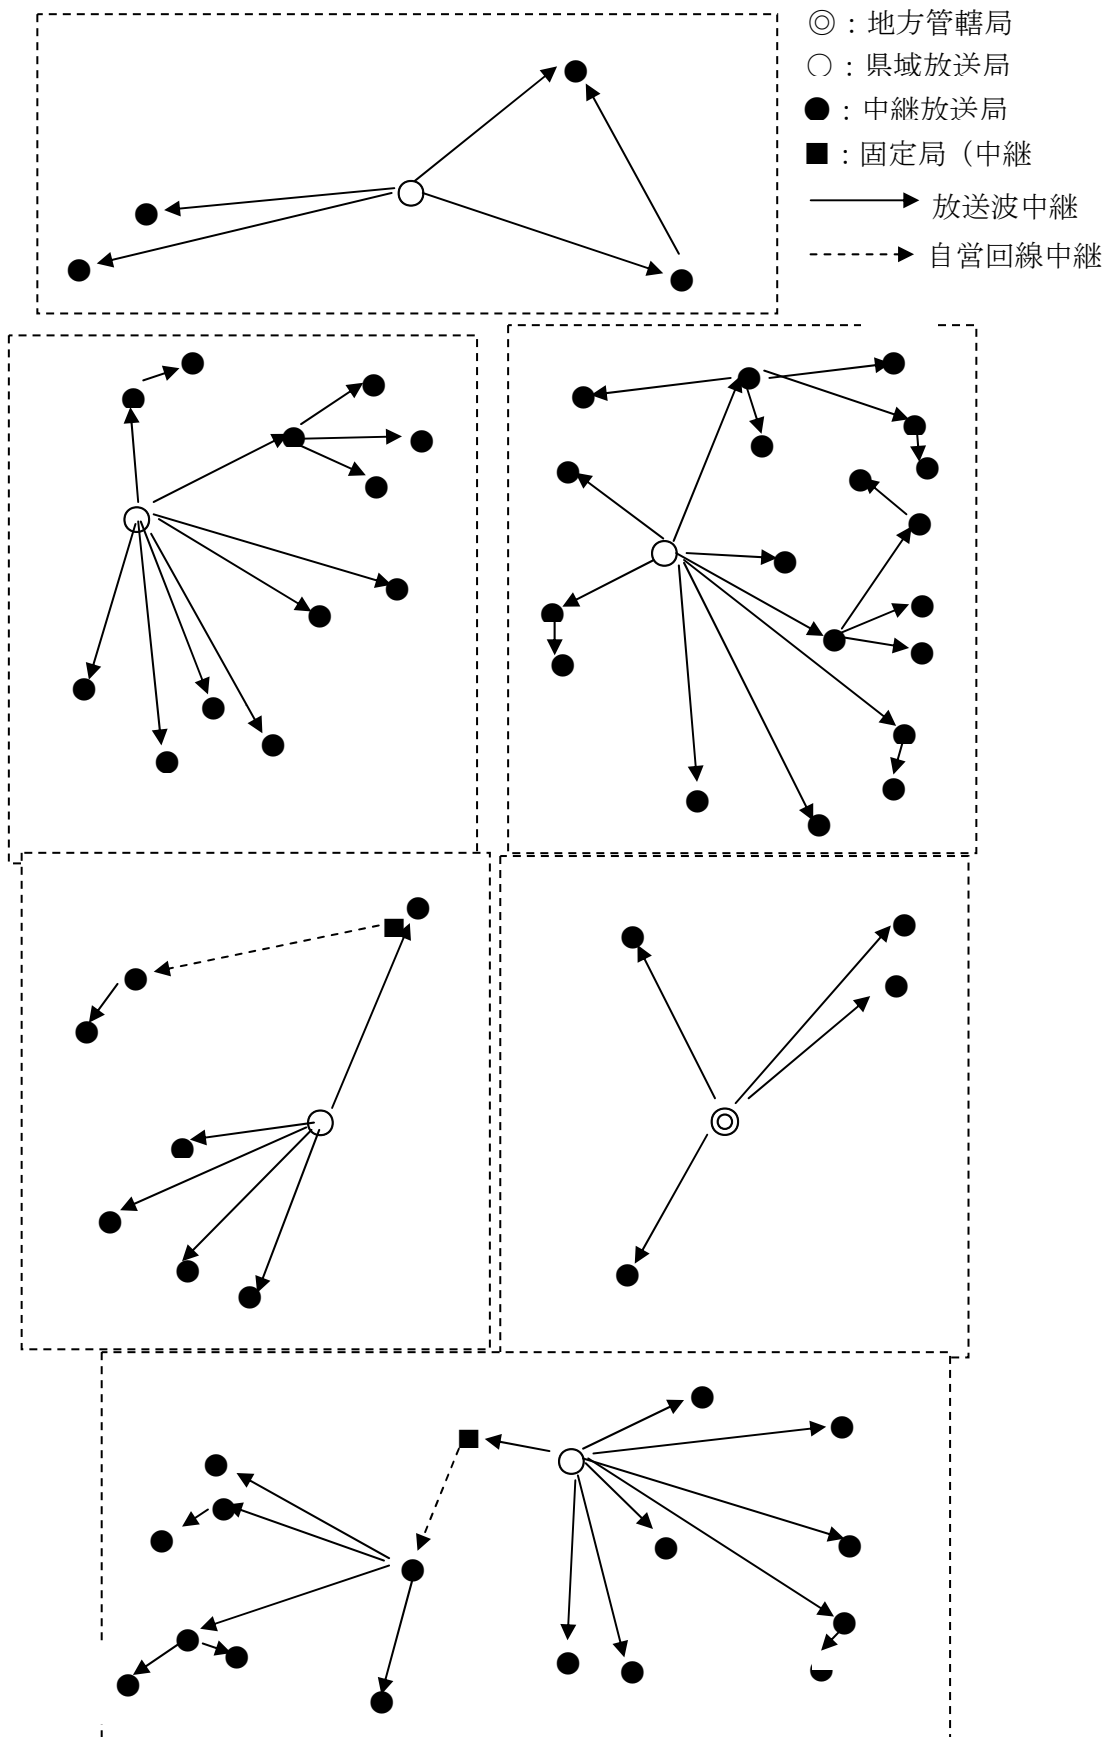 ◎：地方管轄局
○：県域放送局
●：中継放送局
■：固定局（中継
放送波中継
自営回線中継